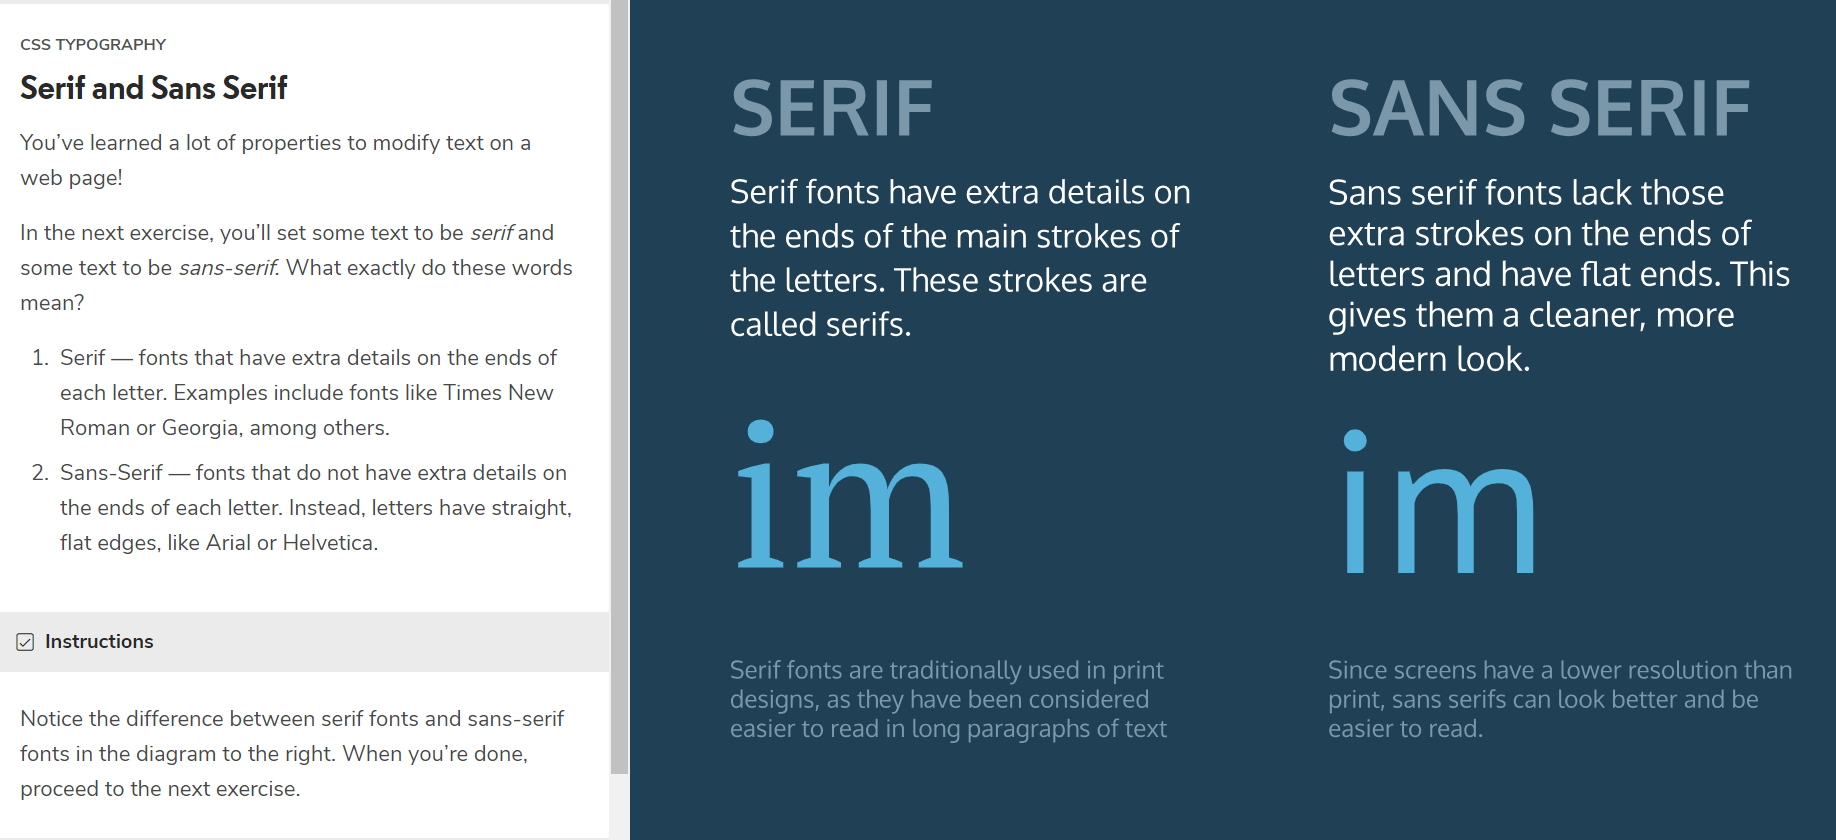 CSS TYPOGRAPHY
Serif and Sans Serif
You’ve learned a lot of properties to modify text on a
web page!
In the next exercise, you’ll set some text to be serif and
some text to be sans-serif. What exactly do these words
mean?
1. Serif — fonts that have extra details on the ends of
each letter. Examples include fonts like Times New
Roman or Georgia, among others.
2. Sans-Serif — fonts that do not have extra details on
the ends of each letter. Instead, letters have straight,
flat edges, like Arial or Helvetica.
Instructions
Notice the difference between serif fonts and sans-serif
fonts in the diagram to the right. When you’re done,
proceed to the next exercise.
SERIF
Serif fonts have extra details on
the ends of the main strokes of
the letters. These strokes are
called serifs.
im
Serif fonts are traditionally used in print
designs, as they have been considered
easier to read in long paragraphs of text
SANS SERIF
Sans serif fonts lack those
extra strokes on the ends of
letters and have flat ends. This
gives them a cleaner, more
modern look.
im
Since screens have a lower resolution than
print, sans serifs can look better and be
easier to read.